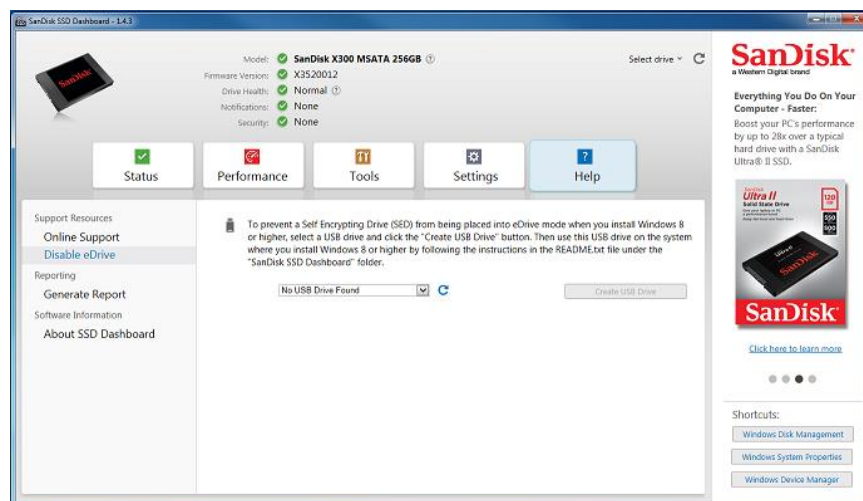 SanDisk SSD Dashboard - 1.4.3
Model: SanDisk X300 MSATA 256GB
Firmware Version: X3520012
Drive Health: Normal
Notifications: None
Security: None
Select drive
SanDisk
Status
Performance
Tools
Settings
Help
Support Resources
Online Support
Disable eDrive
Reporting
Generate Report
Software Information
About SSD Dashboard
To prevent a Self Encrypting Drive (SED) from being placed into eDrive mode when you install Windows 8
or higher, select a USB drive and click the "Create USB Drive" button. Then use this USB drive on the system
where you install Windows 8 or higher by following the instructions in the README.txt file under the
"SanDisk SSD Dashboard" folder.
No USB Drive Found
Create USB Drive
SanDisk
a Western Digital brand
Everything You Do On Your
Computer - Faster:
Boost your PC's performance
by up to 28x over a typical
hard drive with a SanDisk
Ultra® II SSD.
SanDisk
Ultra II
Solid State Drive
120
GB
550
500
SanDisk
SanDisk
Click here to learn more
Shortcuts:
Windows Disk Management
Windows System Properties
Windows Device Manager